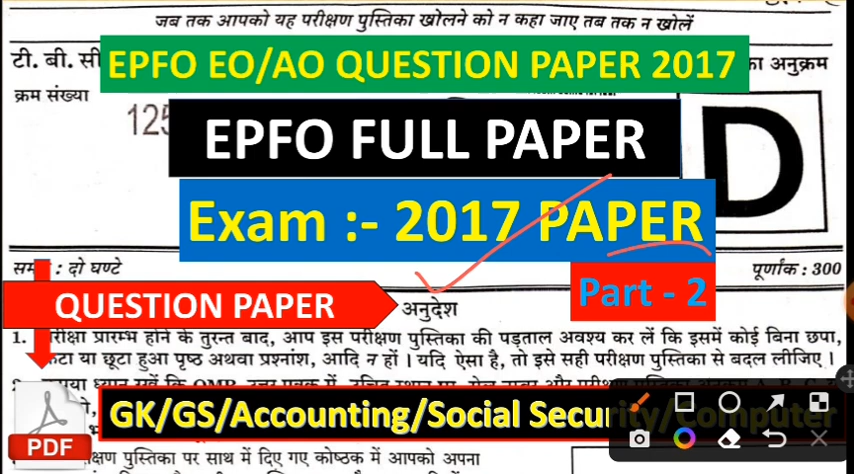 जब तक आपको यह परीक्षण पुस्तिका खोलने को न कहा जाए तब तक न खोलें
टी. बी. सी
EPFO EO/AO QUESTION PAPER 2017
का अनुक्रम
क्रम संख्या
125
EPFO FULL PAPER
D
Exam :- 2017 PAPER
समय : दो घण्टे
पूर्णांक : 300
Part - 2
QUESTION PAPER
अनुदेश
1. परीक्षा प्रारम्भ होने के तुरन्त बाद, आप इस परीक्षण पुस्तिका की पड़ताल अवश्य कर लें कि इसमें कोई बिना छपा,
फटा या छूटा हुआ पृष्ठ अथवा प्रश्नांश, आदि न हों। यदि ऐसा है, तो इसे सही परीक्षण पुस्तिका से बदल लीजिए।
GK/GS/Accounting/Social Security/Computer
PDF
पुस्तिका पर साथ में दिए गए कोष्ठक में आपको अपना